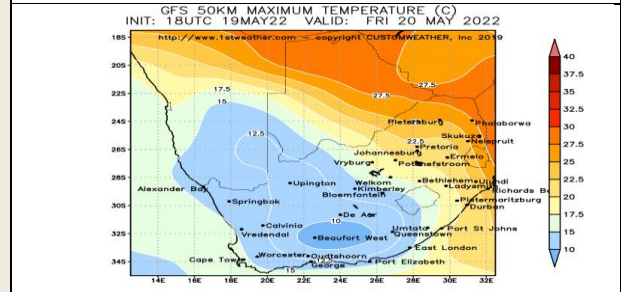 GFS 50KM MAXIMUM TEMPERATURE (C)
INIT: 18UTC 19MAY22 VALID: FRI 20 MAY 2022
http://www.1stweather.com copyright CUSTOMWEATHER, Inc 2019
18S
20S
22S
24S
26S
28S
30S
32S
34S
14E 16E 18E 20E 22E 24E 26E 28E 30E 32E
27.5
27.5
17.5
15
12.5
22.5
10
12.5
15
Pietersburg
Phalaborwa
Skukuza
Nelspruit
Pretoria
Johannesburg
Ermelo
Vryburg
Potchefstroom
Welkom
Bethlehem
Ulundi
Alexander Bay
Upington
Kimberley
Ladysmith
Richards B
Bloemfontein
Springbok
Pietermaritzburg
Durban
De Aar
Calvinia
Vredendal
Beaufort West
Umtata
Queenstown
Port St Johns
East London
Worcester
Oudtshoorn
Cape Town
George
Port Elizabeth
40
37.5
35
32.5
30
27.5
25
22.5
20
17.5
15
10